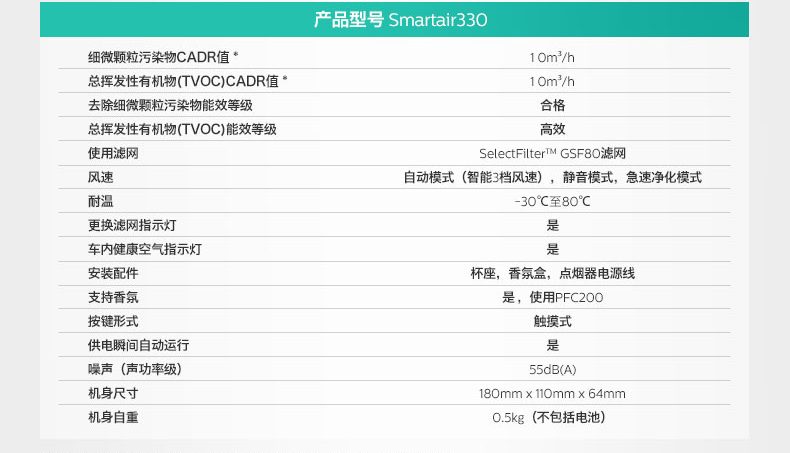 产品型号 Smartair330
细微颗粒污染物CADR值 * 10m³/h
总挥发性有机物(TVOC)CADR值 * 10m³/h
去除细微颗粒污染物能效等级 合格
总挥发性有机物(TVOC)能效等级 高效
使用滤网 SelectFilter™ GSF80滤网
风速 自动模式（智能3档风速），静音模式，急速净化模式
耐温 -30℃至80℃
更换滤网指示灯 是
车内健康空气指示灯 是
安装配件 杯座，香氛盒，点烟器电源线
支持香氛 是，使用PFC200
按键形式 触摸式
供电瞬间自动运行 是
噪声（声功率级） 55dB(A)
机身尺寸 180mm x 110mm x 64mm
机身自重 0.5kg（不包括电池）